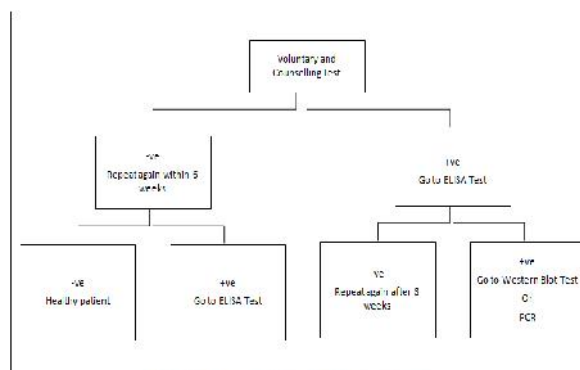 Voluntary and
Counselling Test
-ve
Repeat again within 6
weeks
+ve
Go to ELISA Test
-ve
Healthy patient
+ve
Go to ELISA Test
-ve
Repeat again after 3
weeks
+ve
Go to Western Blot Test
Or
PCR